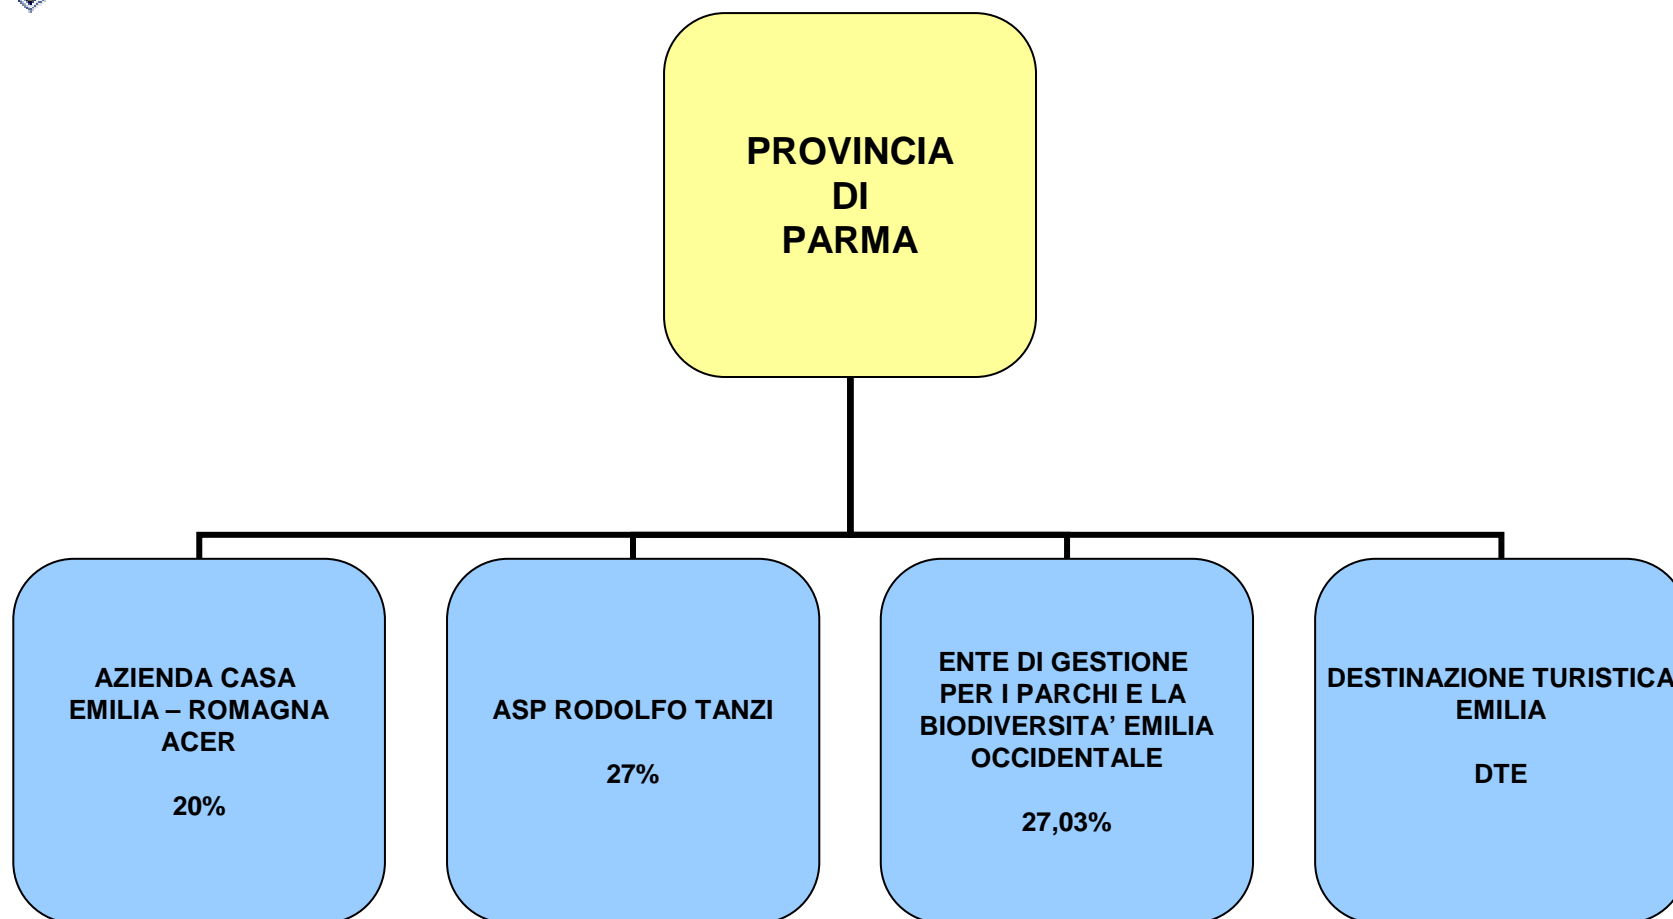 PROVINCIA
DI
PARMA
AZIENDA CASA
EMILIA – ROMAGNA
ACER
20%
ASP RODOLFO TANZI
27%
ENTE DI GESTIONE
PER I PARCHI E LA
BIODIVERSITA’ EMILIA
OCCIDENTALE
27,03%
DESTINAZIONE TURISTICA
EMILIA
DTE